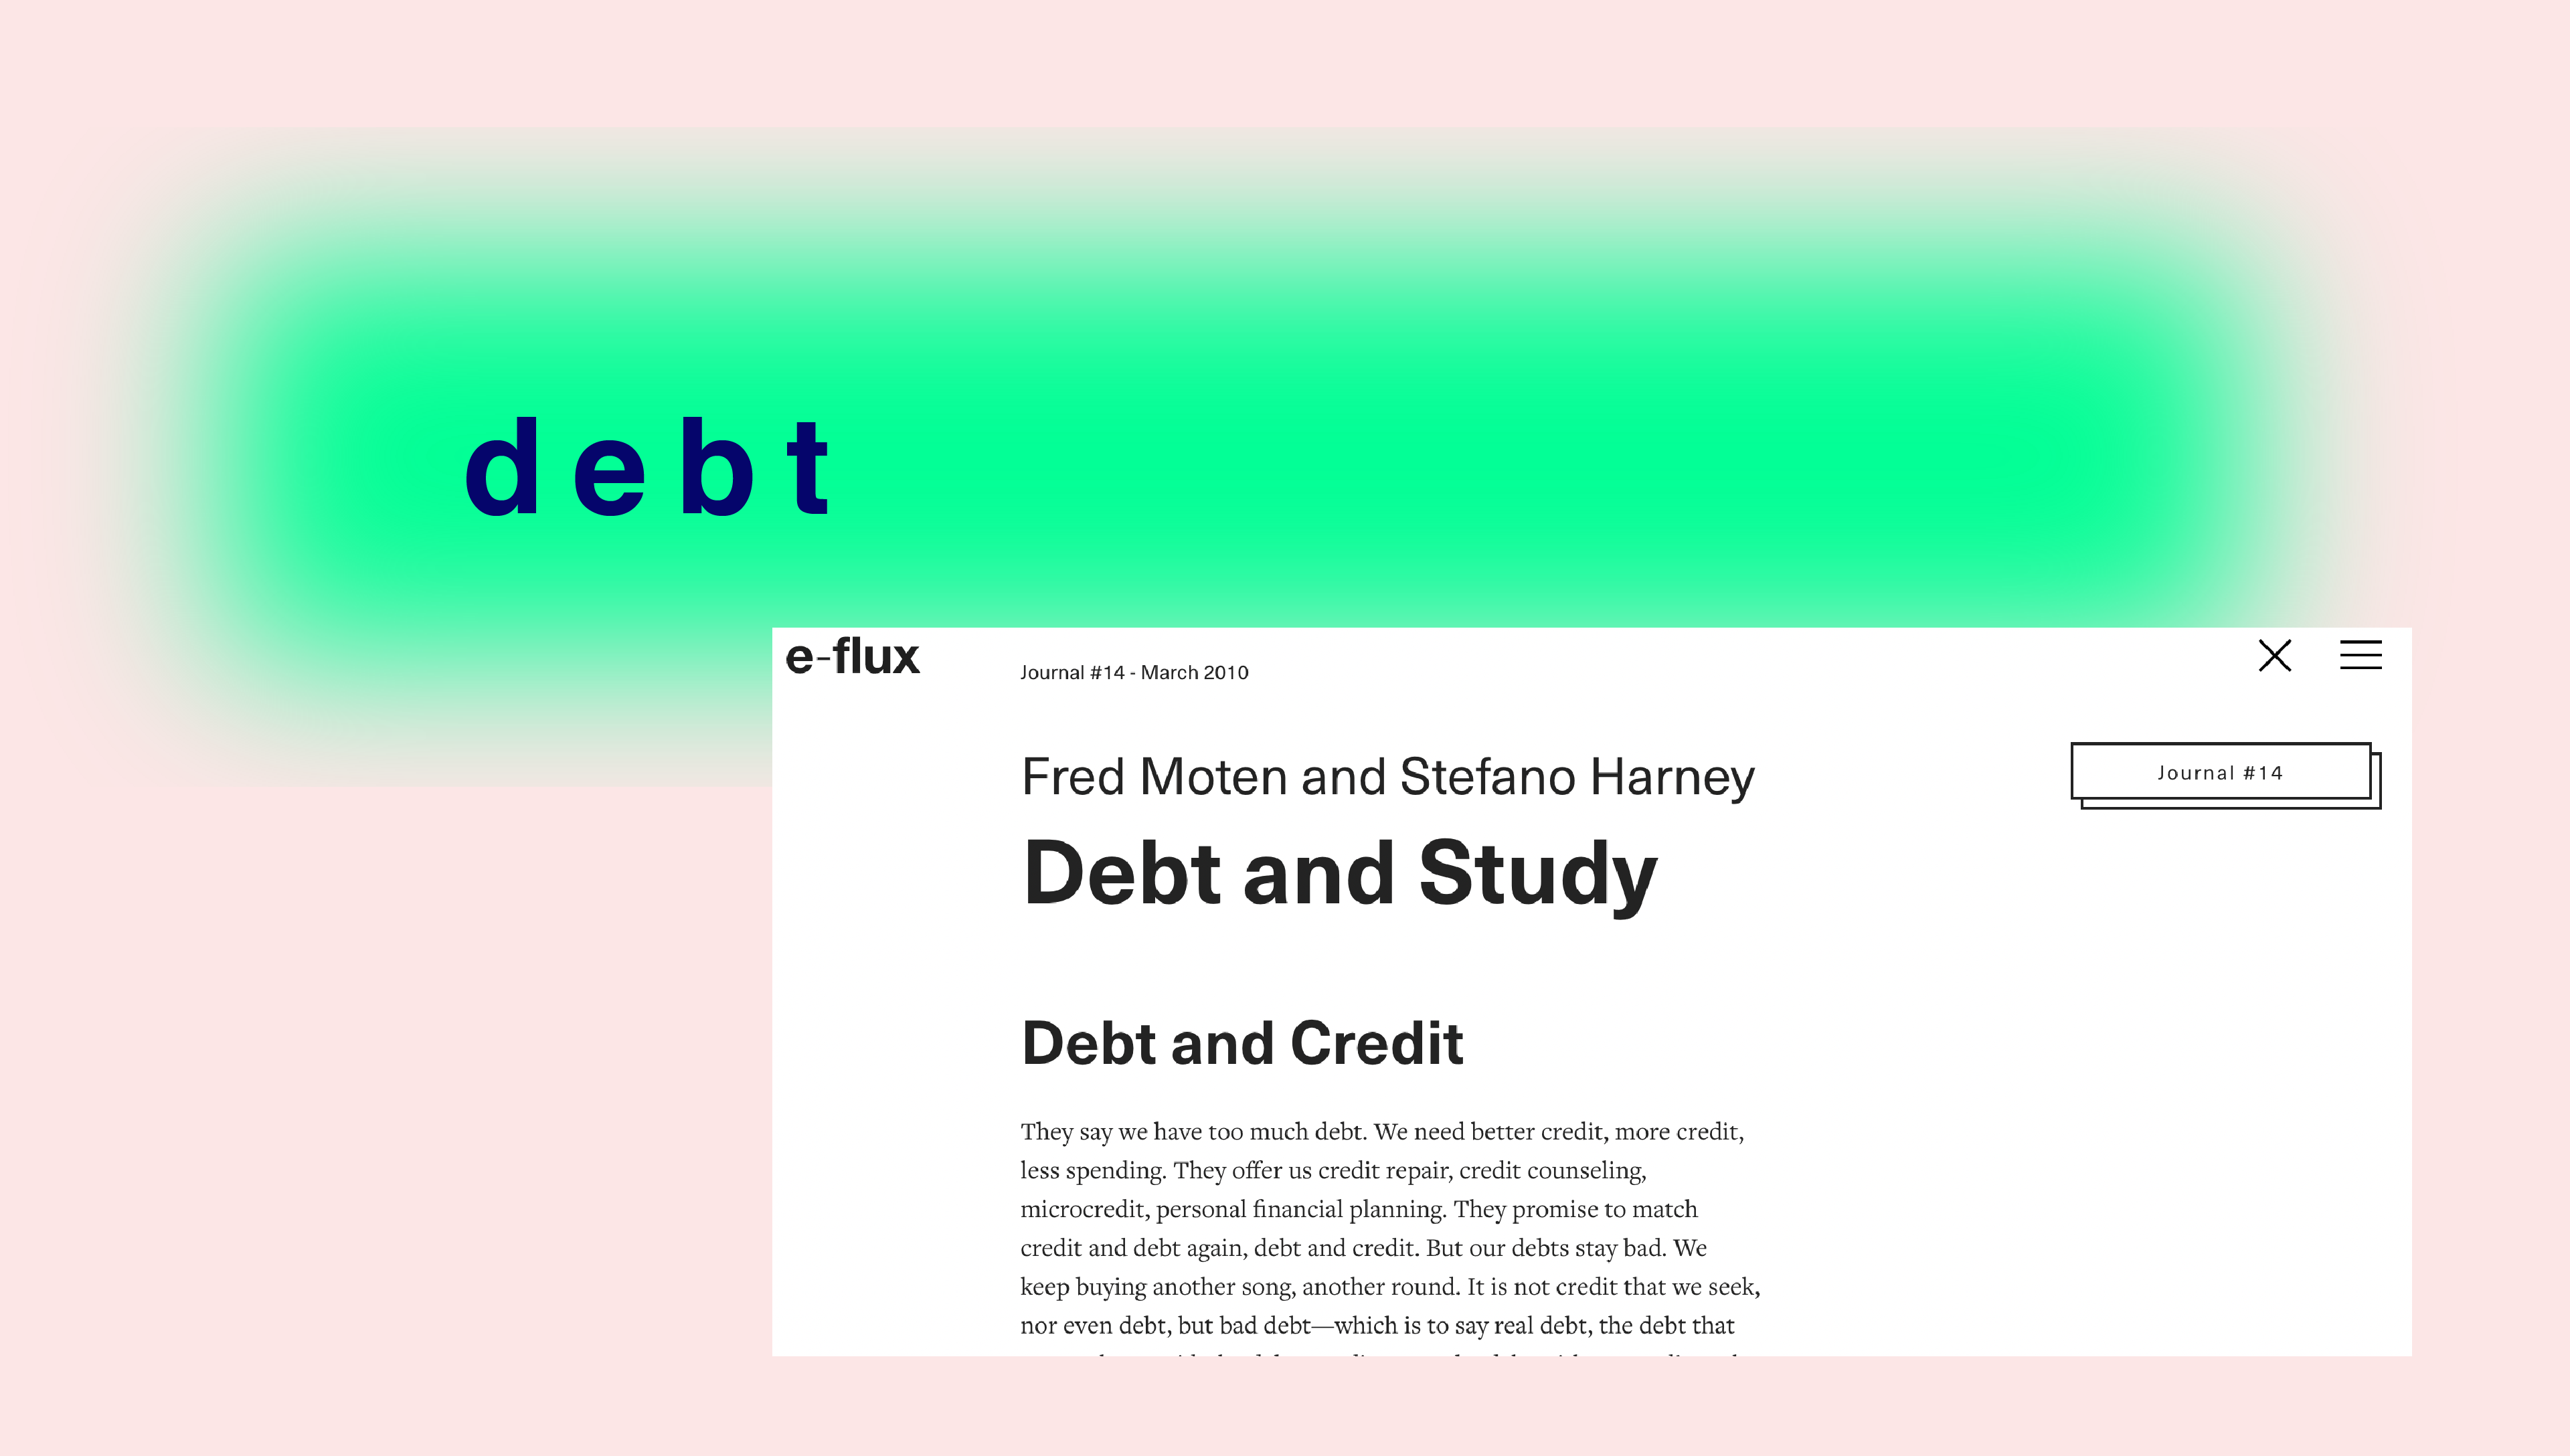 debt
e-flux
Journal #14 - March 2010
Fred Moten and Stefano Harney
Journal #14
Debt and Study
Debt and Credit
They say we have too much debt. We need better credit, more credit,
less spending. They offer us credit repair, credit counseling,
microcredit, personal financial planning. They promise to match
credit and debt again, debt and credit. But our debts stay bad. We
keep buying another song, another round. It is not credit that we seek,
nor even debt, but bad debt—which is to say real debt, the debt that